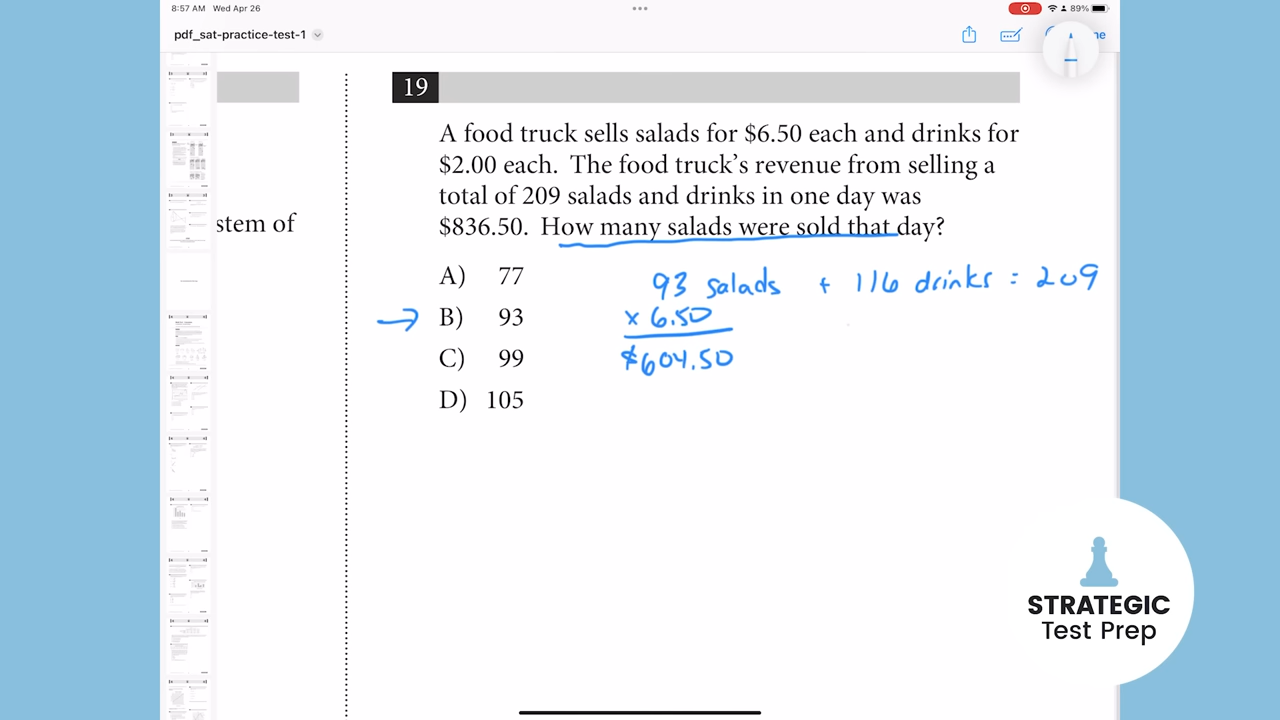 8:57 AM Wed Apr 26
89%
pdf_sat-practice-test-1
19
stem of
A food truck sells salads for $6.50 each and drinks for
$2.00 each. The food truck's revenue from selling a
total of 209 salads and drinks in one day was
$836.50. How many salads were sold that day?
A) 77
B) 93
C) 99
D) 105
→
93 salads + 116 drinks = 209
x 6.50
$604.50
STRATEGIC
Test Prep